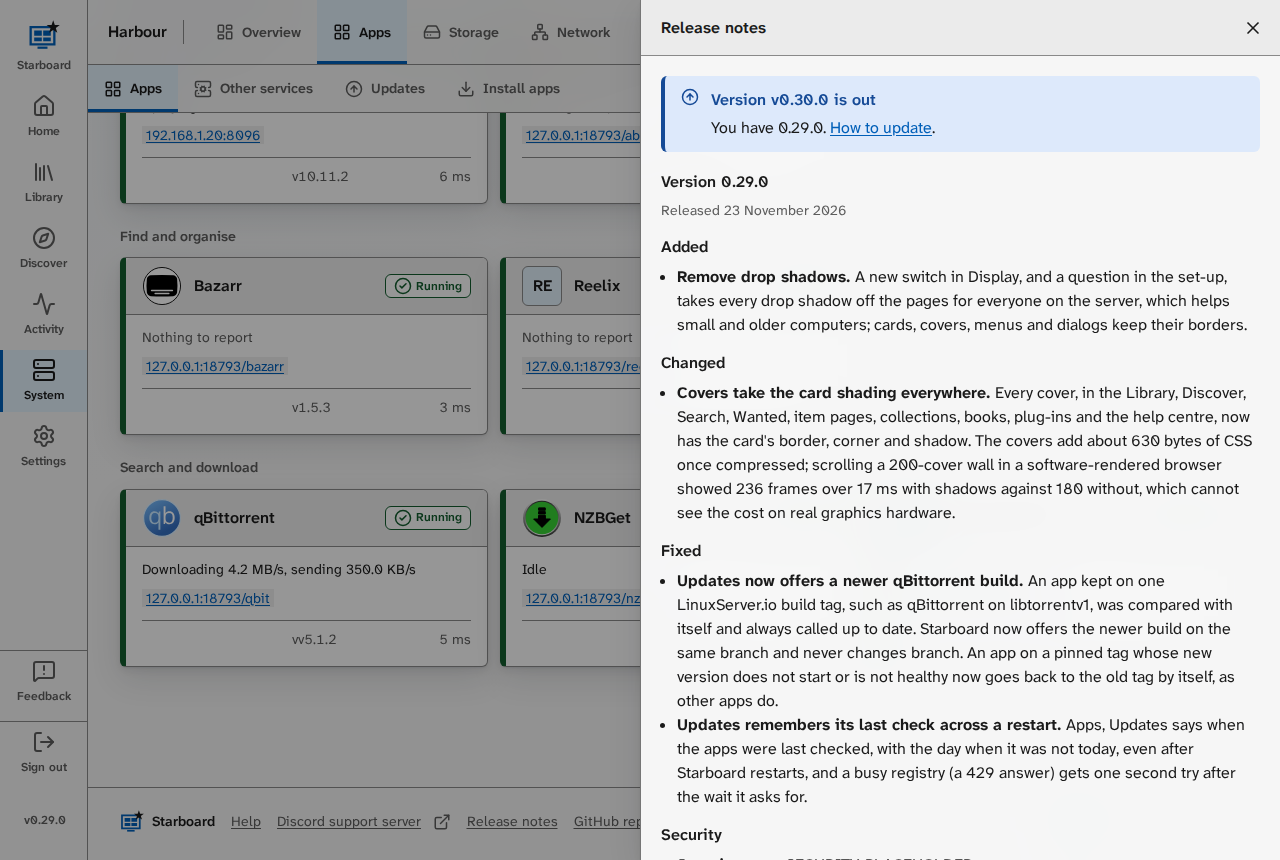 Starboard
Home
Library
Discover
Activity
System
Settings
Feedback
Sign out
v0.29.0
Harbour
Overview
Apps
Storage
Network
Apps
Other services
Updates
Install apps
192.168.1.20:8096
v10.11.2
6 ms
127.0.0.1:18793/ab
Find and organise
Bazarr
Running
Nothing to report
127.0.0.1:18793/bazarr
v1.5.3
3 ms
RE
Reelix
Nothing to report
127.0.0.1:18793/re
Search and download
qb
qBittorrent
Running
Downloading 4.2 MB/s, sending 350.0 KB/s
127.0.0.1:18793/qbit
vv5.1.2
5 ms
NZBGet
Idle
127.0.0.1:18793/nz
Starboard
Help
Discord support server
Release notes
GitHub rep
Release notes
Version v0.30.0 is out
You have 0.29.0. How to update.
Version 0.29.0
Released 23 November 2026
Added
• Remove drop shadows. A new switch in Display, and a question in the set-up,
takes every drop shadow off the pages for everyone on the server, which helps
small and older computers; cards, covers, menus and dialogs keep their borders.
Changed
• Covers take the card shading everywhere. Every cover, in the Library, Discover,
Search, Wanted, item pages, collections, books, plug-ins and the help centre, now
has the card's border, corner and shadow. The covers add about 630 bytes of CSS
once compressed; scrolling a 200-cover wall in a software-rendered browser
showed 236 frames over 17 ms with shadows against 180 without, which cannot
see the cost on real graphics hardware.
Fixed
• Updates now offers a newer qBittorrent build. An app kept on one
LinuxServer.io build tag, such as qBittorrent on libtorrentv1, was compared with
itself and always called up to date. Starboard now offers the newer build on the
same branch and never changes branch. An app on a pinned tag whose new
version does not start or is not healthy now goes back to the old tag by itself, as
other apps do.
• Updates remembers its last check across a restart. Apps, Updates says when
the apps were last checked, with the day when it was not today, even after
Starboard restarts, and a busy registry (a 429 answer) gets one second try after
the wait it asks for.
Security